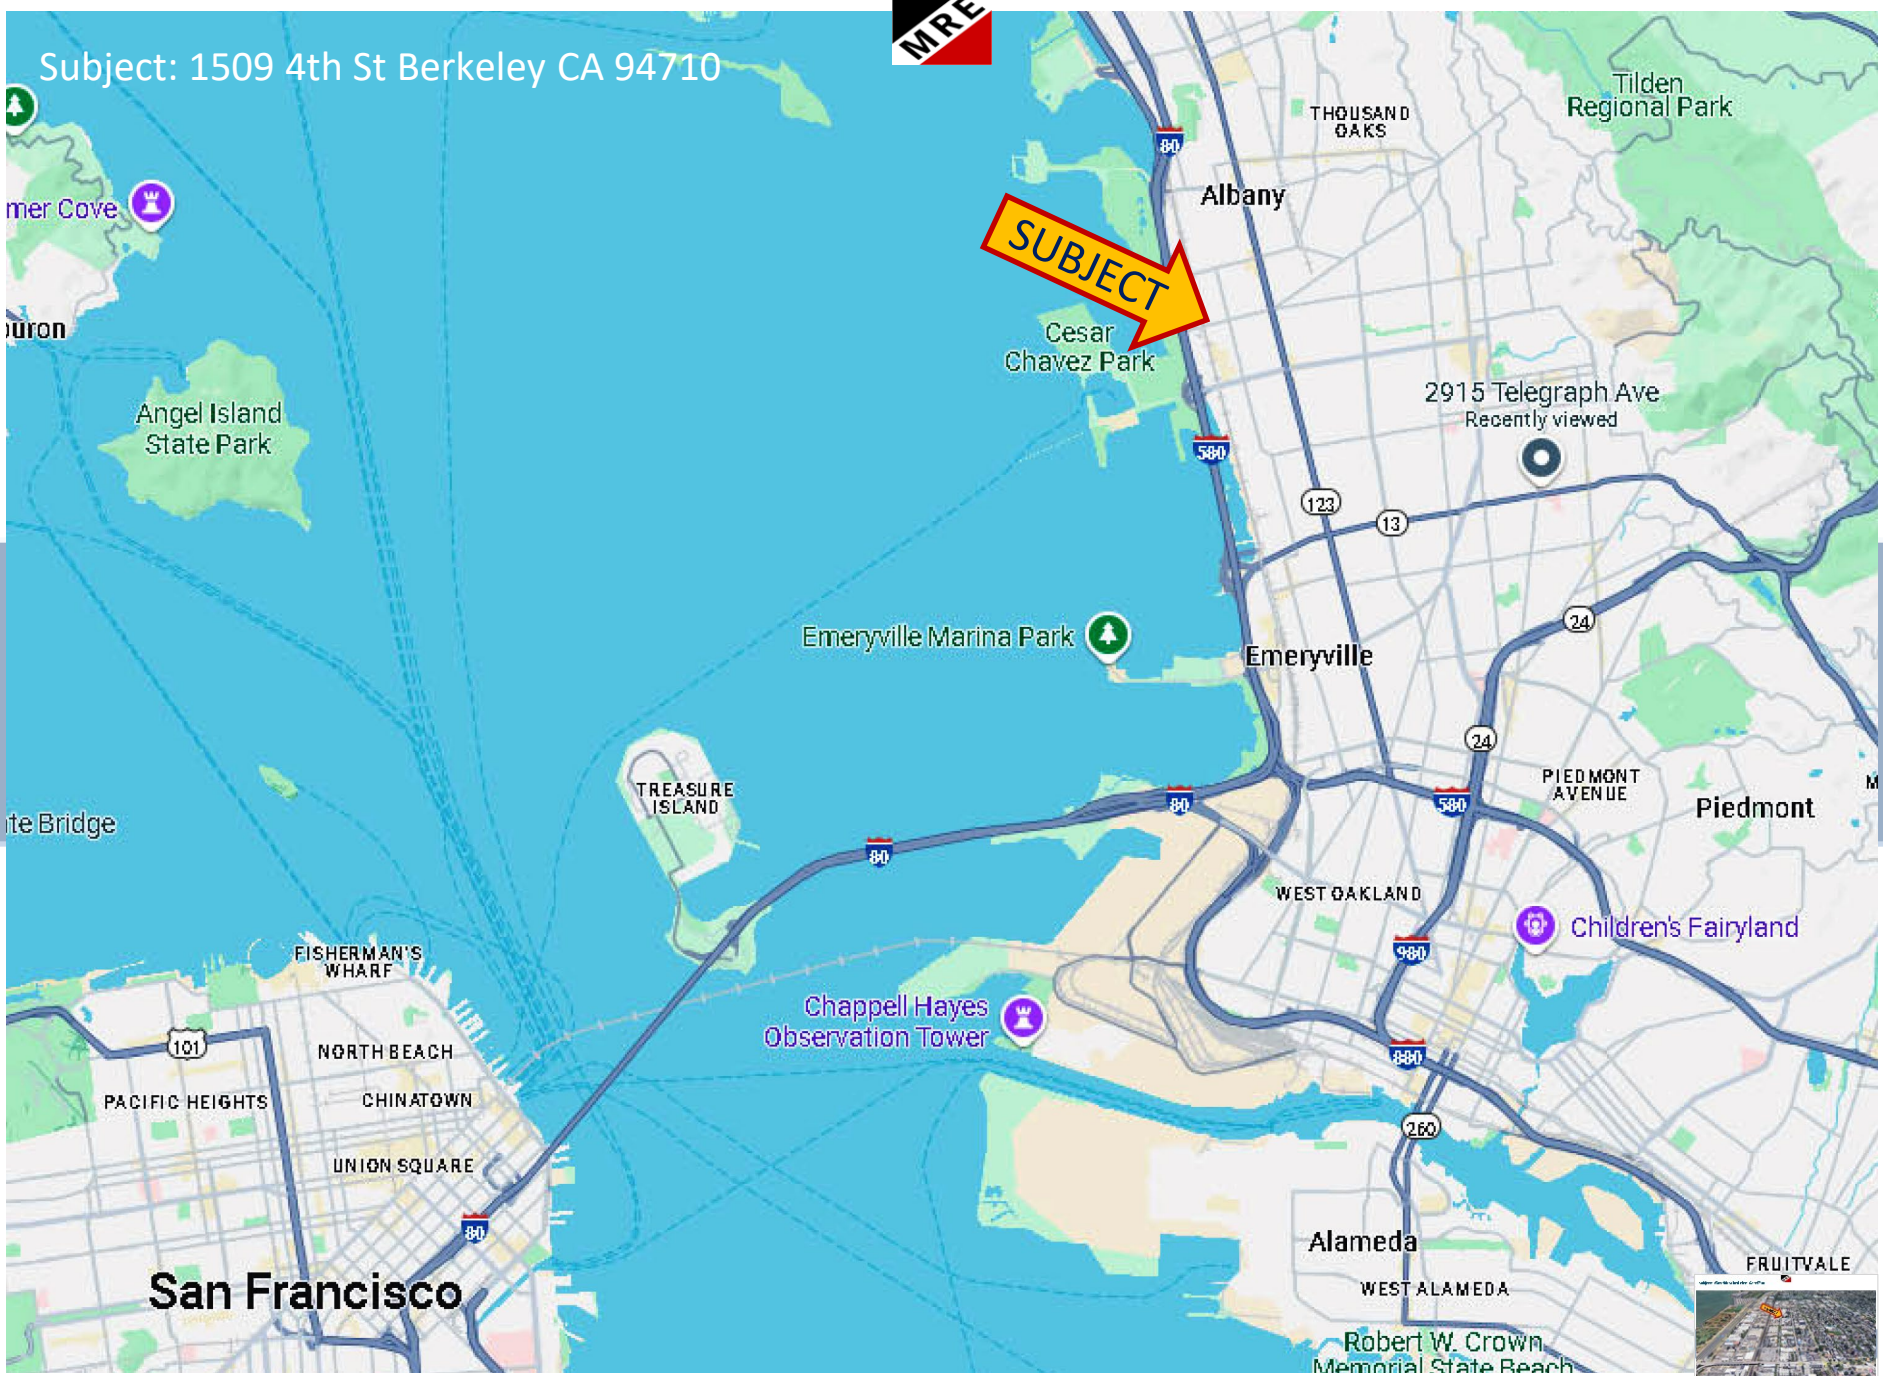 MRE
Subject: 1509 4th St Berkeley CA 94710
Tilden
Regional Park
THOUSAND
OAKS
80
Albany
mer Cove
SUBJECT
Cesar
Chavez Park
ouron
2915 Telegraph Ave
Recently viewed
Angel Island
State Park
580
123
13
24
Emeryville Marina Park
Emeryville
24
TREASURE
ISLAND
80
580
PIEDMONT
AVENUE
Piedmont
M
te Bridge
80
WEST OAKLAND
Children's Fairyland
980
FISHERMAN'S
WHARF
Chappell Hayes
Observation Tower
101
NORTH BEACH
880
PACIFIC HEIGHTS
CHINATOWN
260
UNION SQUARE
80
Alameda
FRUITVALE
San Francisco
WEST ALAMEDA
Robert W. Crown
Memorial State Beach